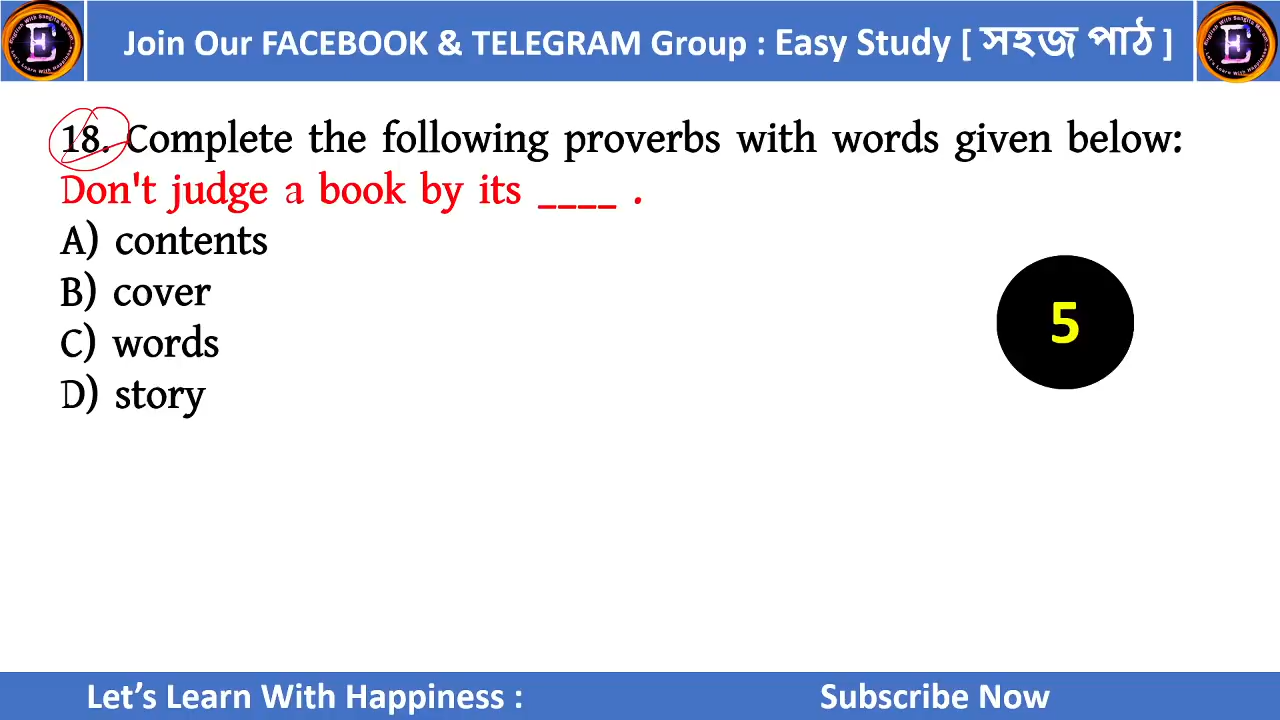 Join Our FACEBOOK & TELEGRAM Group : Easy Study [ সহজ পাঠ ]
18. Complete the following proverbs with words given below:
Don't judge a book by its ____ .
A) contents
B) cover
C) words
D) story
5
Let's Learn With Happiness :
Subscribe Now